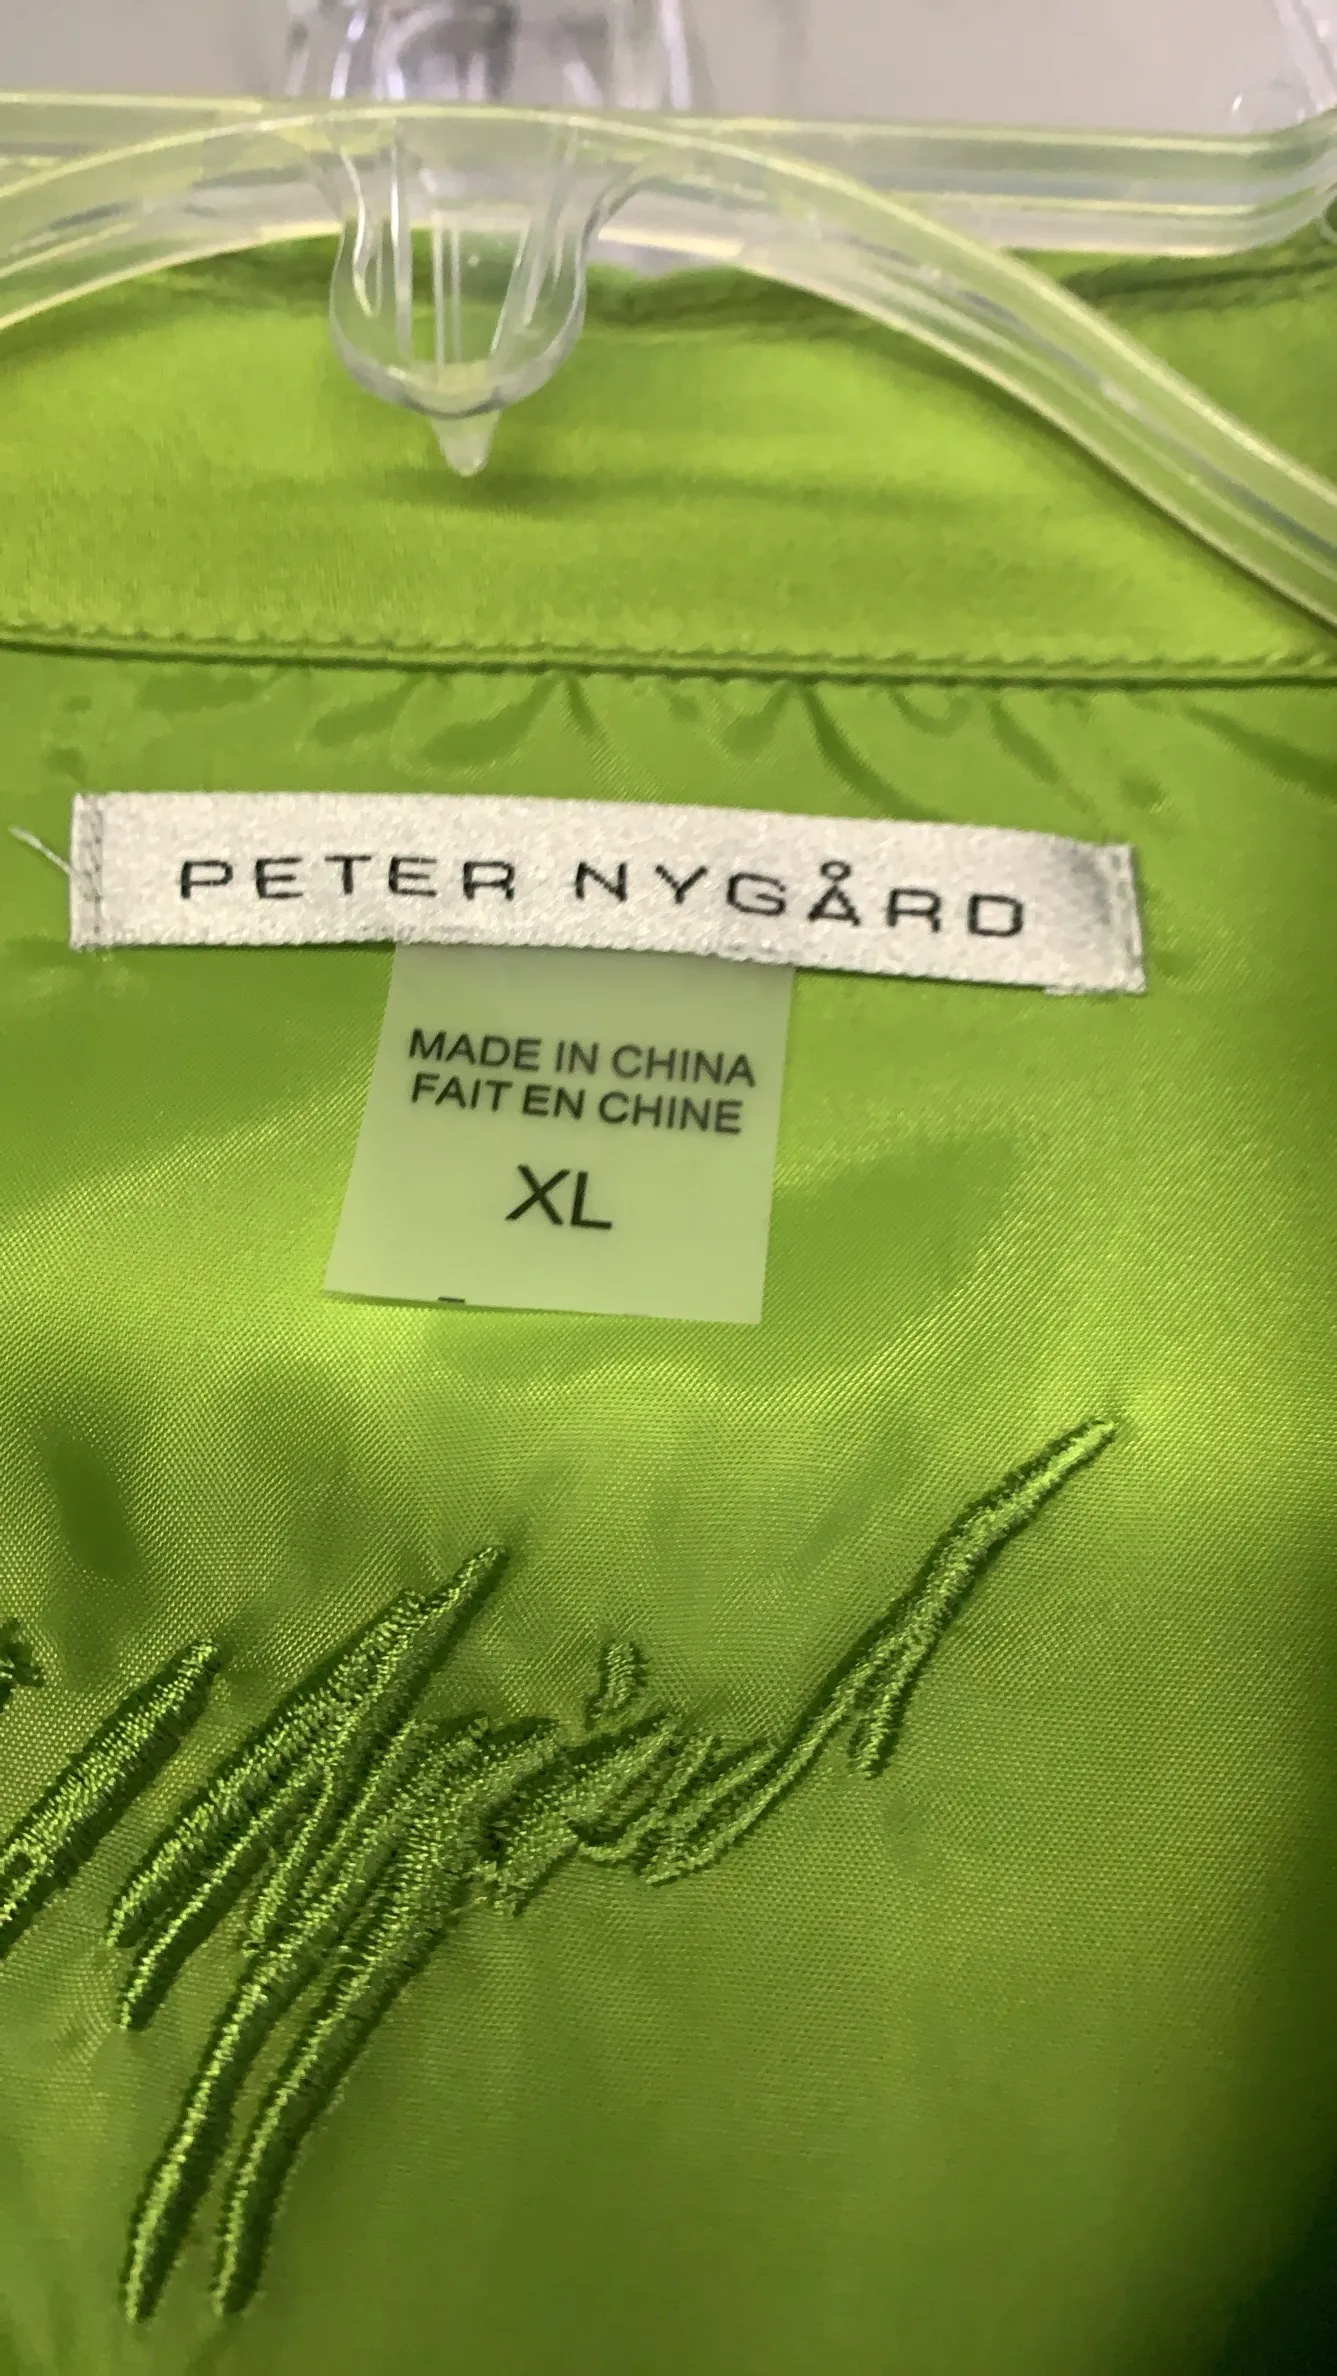 PETER NYGÅRD
MADE IN CHINA
FAIT EN CHINE
XL